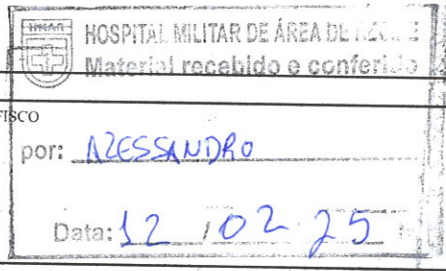 HMAR
HOSPITAL MILITAR DE ÁREA DE
Material recebido e conferido
FISCO
por: ALESSANDRO
Data: 12 / 02 25